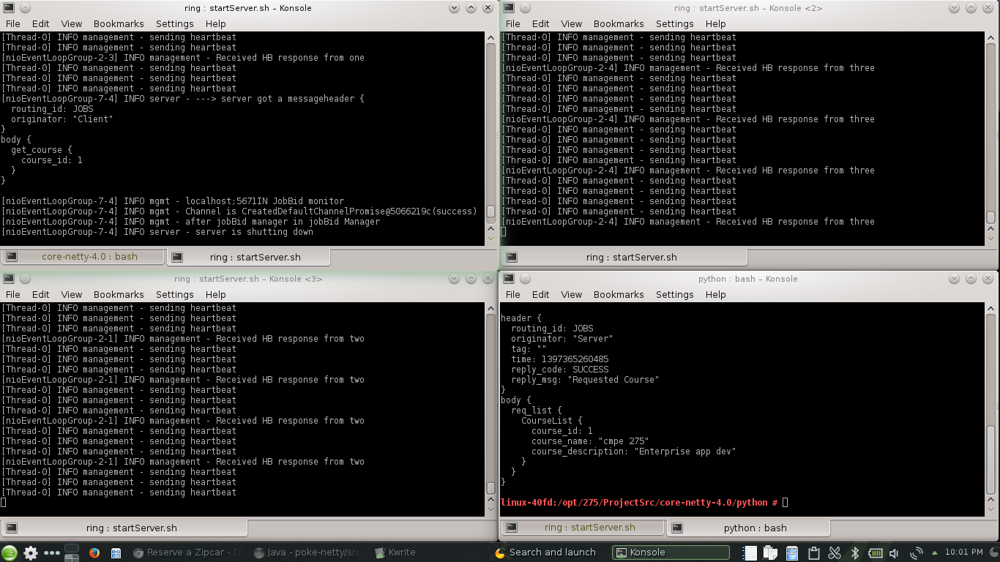 ring : startServer.sh – Konsole
File Edit View Bookmarks Settings Help
[Thread-0] INFO management - sending heartbeat
[Thread-0] INFO management - sending heartbeat
[nioEventLoopGroup-2-3] INFO management - Received HB response from one
[Thread-0] INFO management - sending heartbeat
[Thread-0] INFO management - sending heartbeat
[Thread-0] INFO management - sending heartbeat
[nioEventLoopGroup-7-4] INFO server - ---> server got a messageheader {
  routing_id: JOBS
  originator: "Client"
}
body {
  get_course {
    course_id: 1
  }
}
[nioEventLoopGroup-7-4] INFO mgmt - localhost;5671IN JobBid monitor
[nioEventLoopGroup-7-4] INFO mgmt - Channel is CreatedDefaultChannelPromise@5066219c(success)
[nioEventLoopGroup-7-4] INFO mgmt - after jobBid manager in jobBid Manager
[nioEventLoopGroup-7-4] INFO server - server is shutting down
core-netty-4.0 : bash
ring : startServer.sh
ring : startServer.sh – Konsole <2>
File Edit View Bookmarks Settings Help
[Thread-0] INFO management - sending heartbeat
[Thread-0] INFO management - sending heartbeat
[Thread-0] INFO management - sending heartbeat
[nioEventLoopGroup-2-4] INFO management - Received HB response from three
[Thread-0] INFO management - sending heartbeat
[Thread-0] INFO management - sending heartbeat
[Thread-0] INFO management - sending heartbeat
[Thread-0] INFO management - sending heartbeat
[nioEventLoopGroup-2-4] INFO management - Received HB response from three
[Thread-0] INFO management - sending heartbeat
[Thread-0] INFO management - sending heartbeat
[Thread-0] INFO management - sending heartbeat
[Thread-0] INFO management - sending heartbeat
[nioEventLoopGroup-2-4] INFO management - Received HB response from three
[Thread-0] INFO management - sending heartbeat
[Thread-0] INFO management - sending heartbeat
[Thread-0] INFO management - sending heartbeat
[Thread-0] INFO management - sending heartbeat
[nioEventLoopGroup-2-4] INFO management - Received HB response from three
ring : startServer.sh
ring : startServer.sh – Konsole <3>
File Edit View Bookmarks Settings Help
[Thread-0] INFO management - sending heartbeat
[Thread-0] INFO management - sending heartbeat
[Thread-0] INFO management - sending heartbeat
[nioEventLoopGroup-2-1] INFO management - Received HB response from two
[Thread-0] INFO management - sending heartbeat
[Thread-0] INFO management - sending heartbeat
[Thread-0] INFO management - sending heartbeat
[nioEventLoopGroup-2-1] INFO management - Received HB response from two
[Thread-0] INFO management - sending heartbeat
[Thread-0] INFO management - sending heartbeat
[Thread-0] INFO management - sending heartbeat
[nioEventLoopGroup-2-1] INFO management - Received HB response from two
[Thread-0] INFO management - sending heartbeat
[Thread-0] INFO management - sending heartbeat
[Thread-0] INFO management - sending heartbeat
[nioEventLoopGroup-2-1] INFO management - Received HB response from two
[Thread-0] INFO management - sending heartbeat
[Thread-0] INFO management - sending heartbeat
[Thread-0] INFO management - sending heartbeat
ring : startServer.sh
python : bash – Konsole
File Edit View Bookmarks Settings Help
header {
  routing_id: JOBS
  originator: "Server"
  tag: ""
  time: 1397365260485
  reply_code: SUCCESS
  reply_msg: "Requested Course"
}
body {
  req_list {
    CourseList {
      course_id: 1
      course_name: "cmpe 275"
      course_description: "Enterprise app dev"
    }
  }
}
linux-40fd:/opt/275/ProjectSrc/core-netty-4.0/python #
ring : startServer.sh
python : bash
Reserve a Zipcar -
Java - poke-netty/src
Kwrite
Search and launch
Konsole
10:01 PM